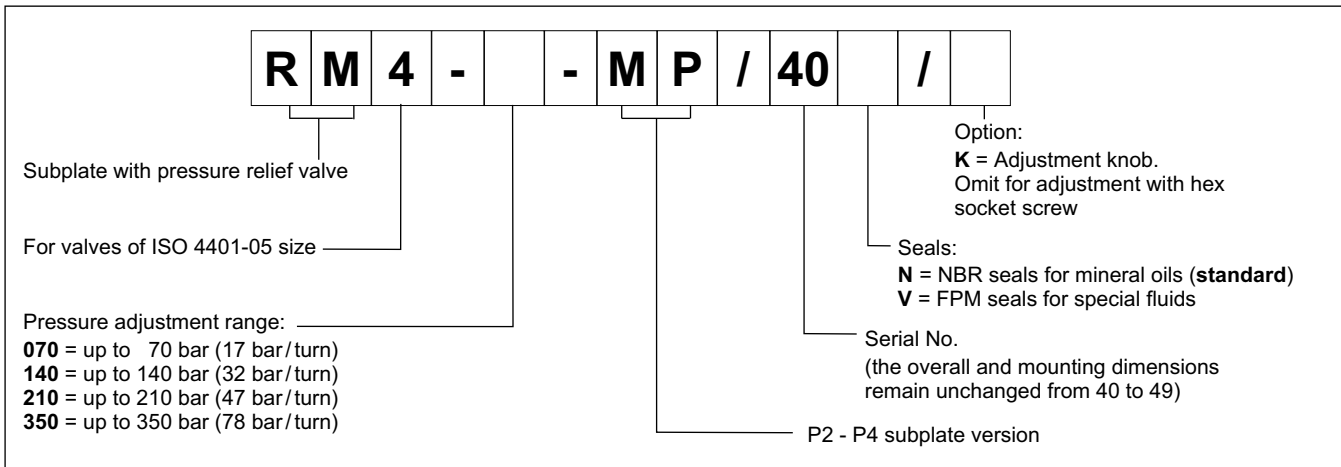 RM4- -MP/40 /
Subplate with pressure relief valve
For valves of ISO 4401-05 size
Pressure adjustment range:
070 = up to 70 bar (17 bar/turn)
140 = up to 140 bar (32 bar/turn)
210 = up to 210 bar (47 bar/turn)
350 = up to 350 bar (78 bar/turn)
Option:
K = Adjustment knob.
Omit for adjustment with hex
socket screw
Seals:
N = NBR seals for mineral oils (standard)
V = FPM seals for special fluids
Serial No.
(the overall and mounting dimensions
remain unchanged from 40 to 49)
P2 - P4 subplate version